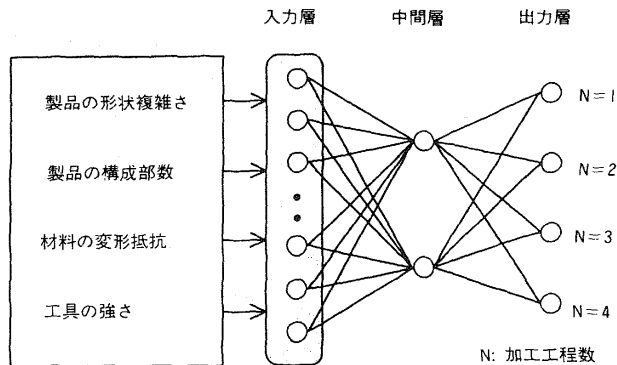 入力層
中間層
出力層
製品の形状複雑さ
製品の構成部数
材料の変形抵抗
工具の強さ
N=1
N=2
N=3
N=4
N: 加工工程数